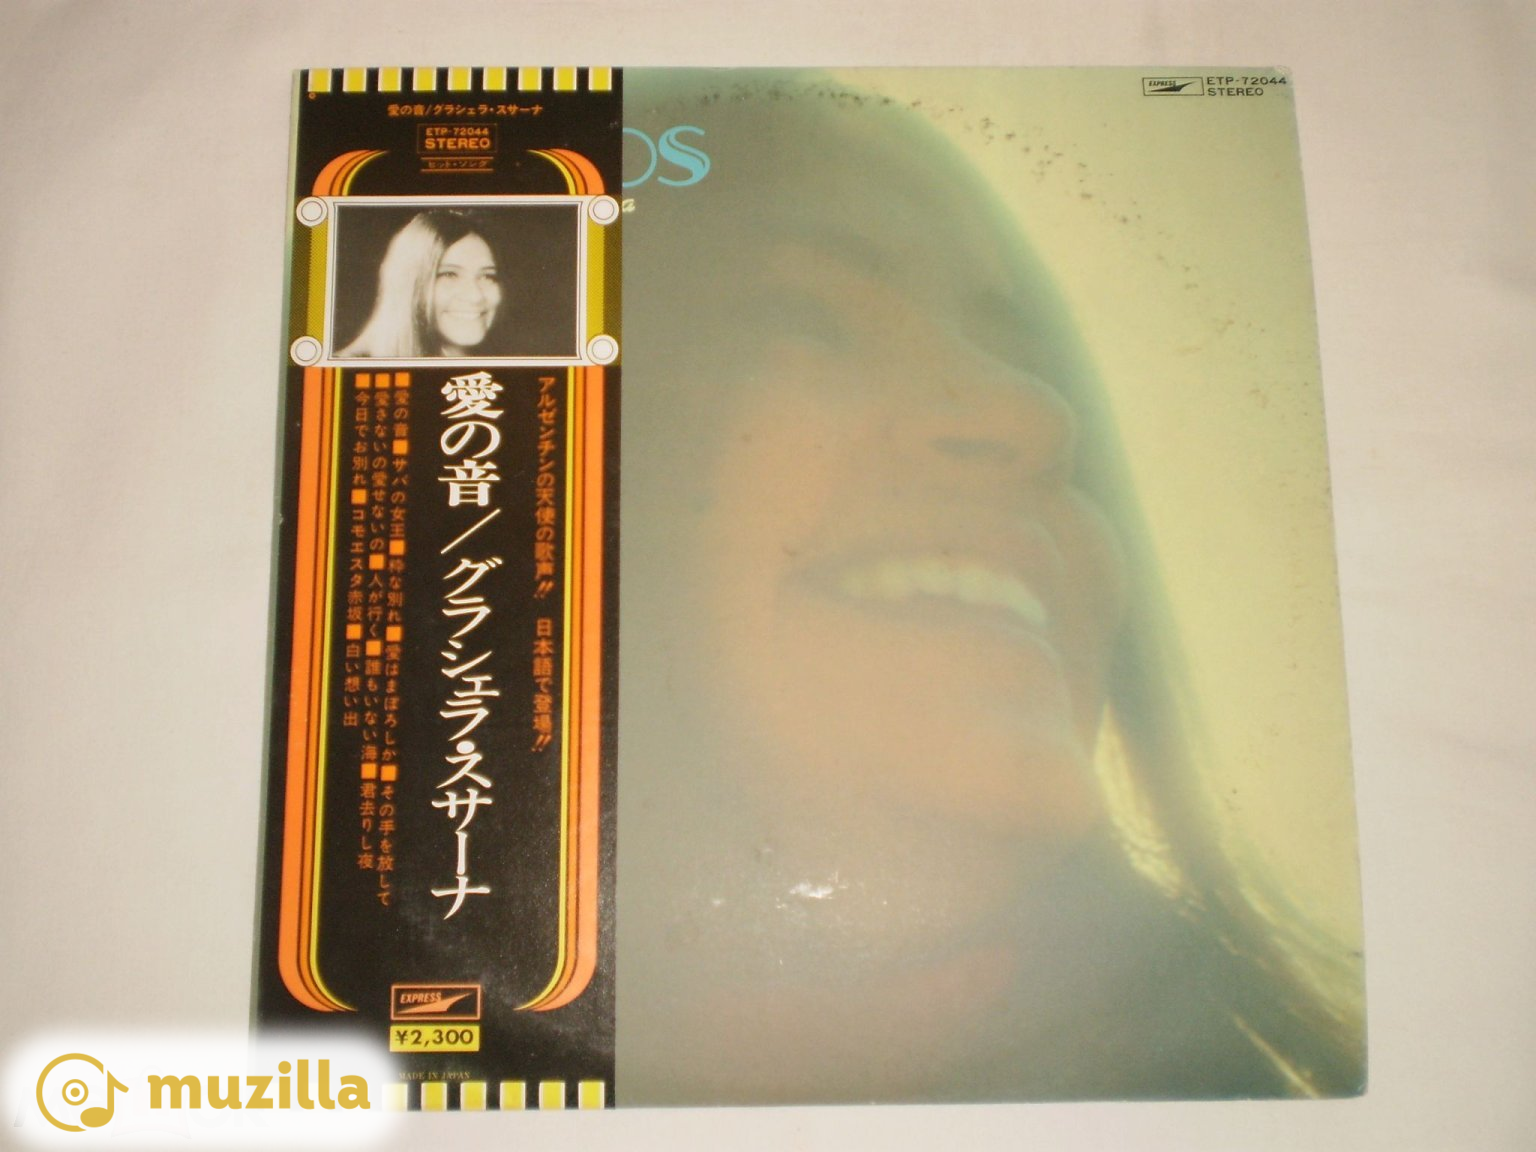 愛の音/グラシェラ・スサーナ
ETP-72044
STEREO
ヒット・ソング
アルゼンチンの天使の歌声!! 日本語で登場!!
愛の音/グラシェラ・スサーナ
■愛の音■サバの女王■粋な別れ■愛はまぼろしか■その手を放して
■愛さないの愛せないの■人が行く■誰もいない海■君去りし夜
■今日でお別れ■コモエスタ赤坂■白い想い出
EXPRESS
¥2,300
MADE IN JAPAN
OS
a
EXPRESS
ETP-72044
STEREO
muzilla